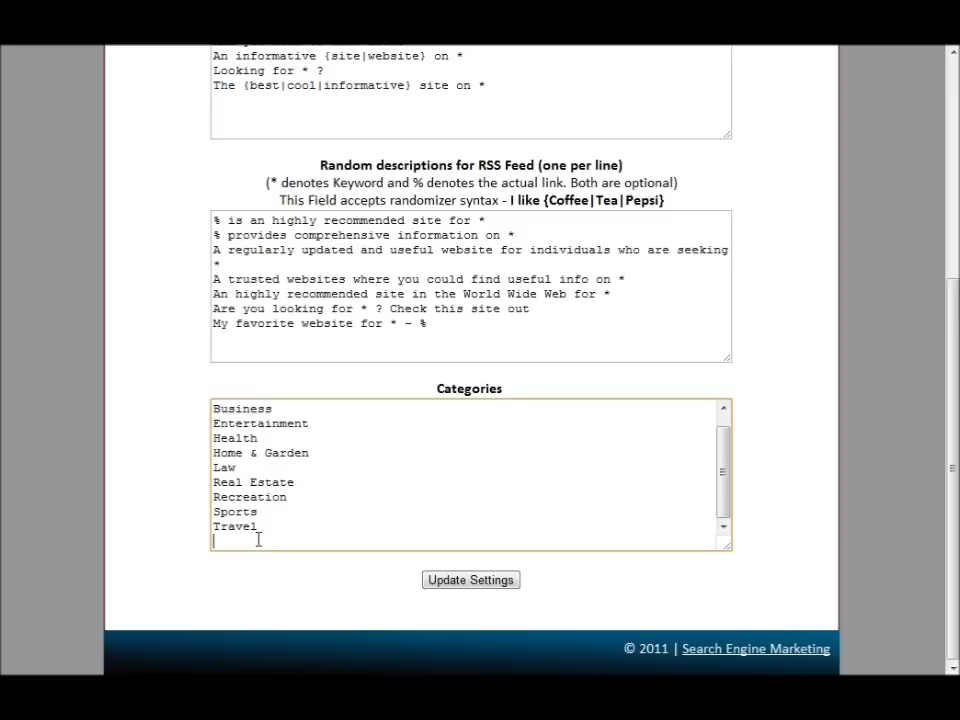 An informative {site|website} on *
Looking for * ?
The {best|cool|informative} site on *
Random descriptions for RSS Feed (one per line)
(* denotes Keyword and % denotes the actual link. Both are optional)
This Field accepts randomizer syntax - I like {Coffee|Tea|Pepsi}
% is an highly recommended site for *
% provides comprehensive information on *
A regularly updated and useful website for individuals who are seeking
*
A trusted websites where you could find useful info on *
An highly recommended site in the World Wide Web for *
Are you looking for * ? Check this site out
My favorite website for * - %
Categories
Business
Entertainment
Health
Home & Garden
Law
Real Estate
Recreation
Sports
Travel
Update Settings
© 2011 | Search Engine Marketing